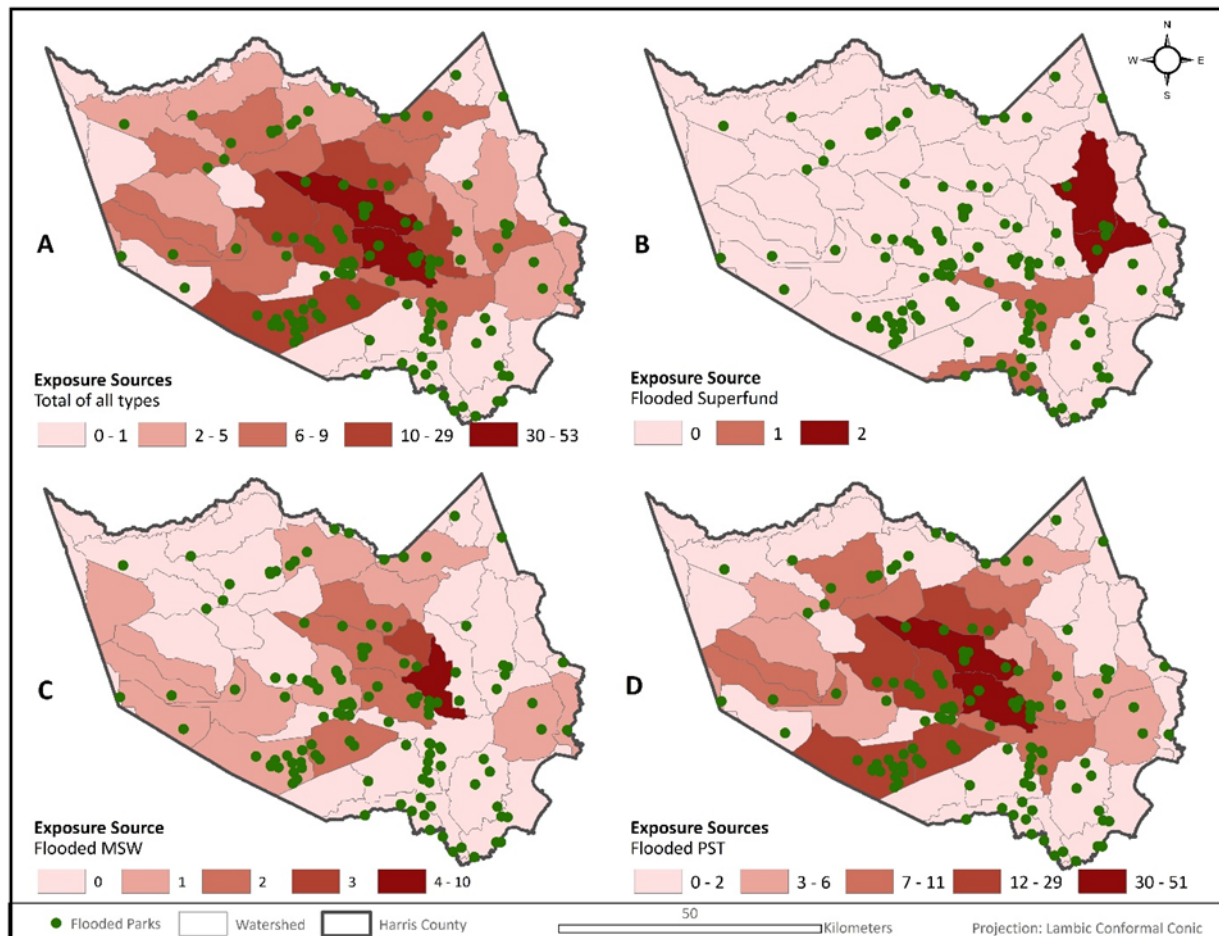 N
W E
S
A
Exposure Sources
Total of all types
0 - 1 2 - 5 6 - 9 10 - 29 30 - 53
B
Exposure Source
Flooded Superfund
0 1 2
C
Exposure Source
Flooded MSW
0 1 2 3 4 - 10
D
Exposure Sources
Flooded PST
0 - 2 3 - 6 7 - 11 12 - 29 30 - 51
Flooded Parks Watershed Harris County 50 Kilometers Projection: Lambic Conformal Conic